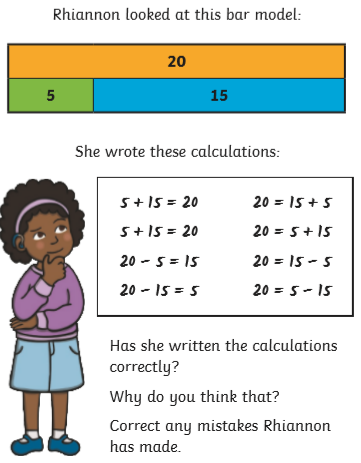 Rhiannon looked at this bar model:
20
5 15
She wrote these calculations:
5 + 15 = 20 20 = 15 + 5
5 + 15 = 20 20 = 5 + 15
20 - 5 = 15 20 = 15 - 5
20 - 15 = 5 20 = 5 - 15
Has she written the calculations
correctly?
Why do you think that?
Correct any mistakes Rhiannon
has made.